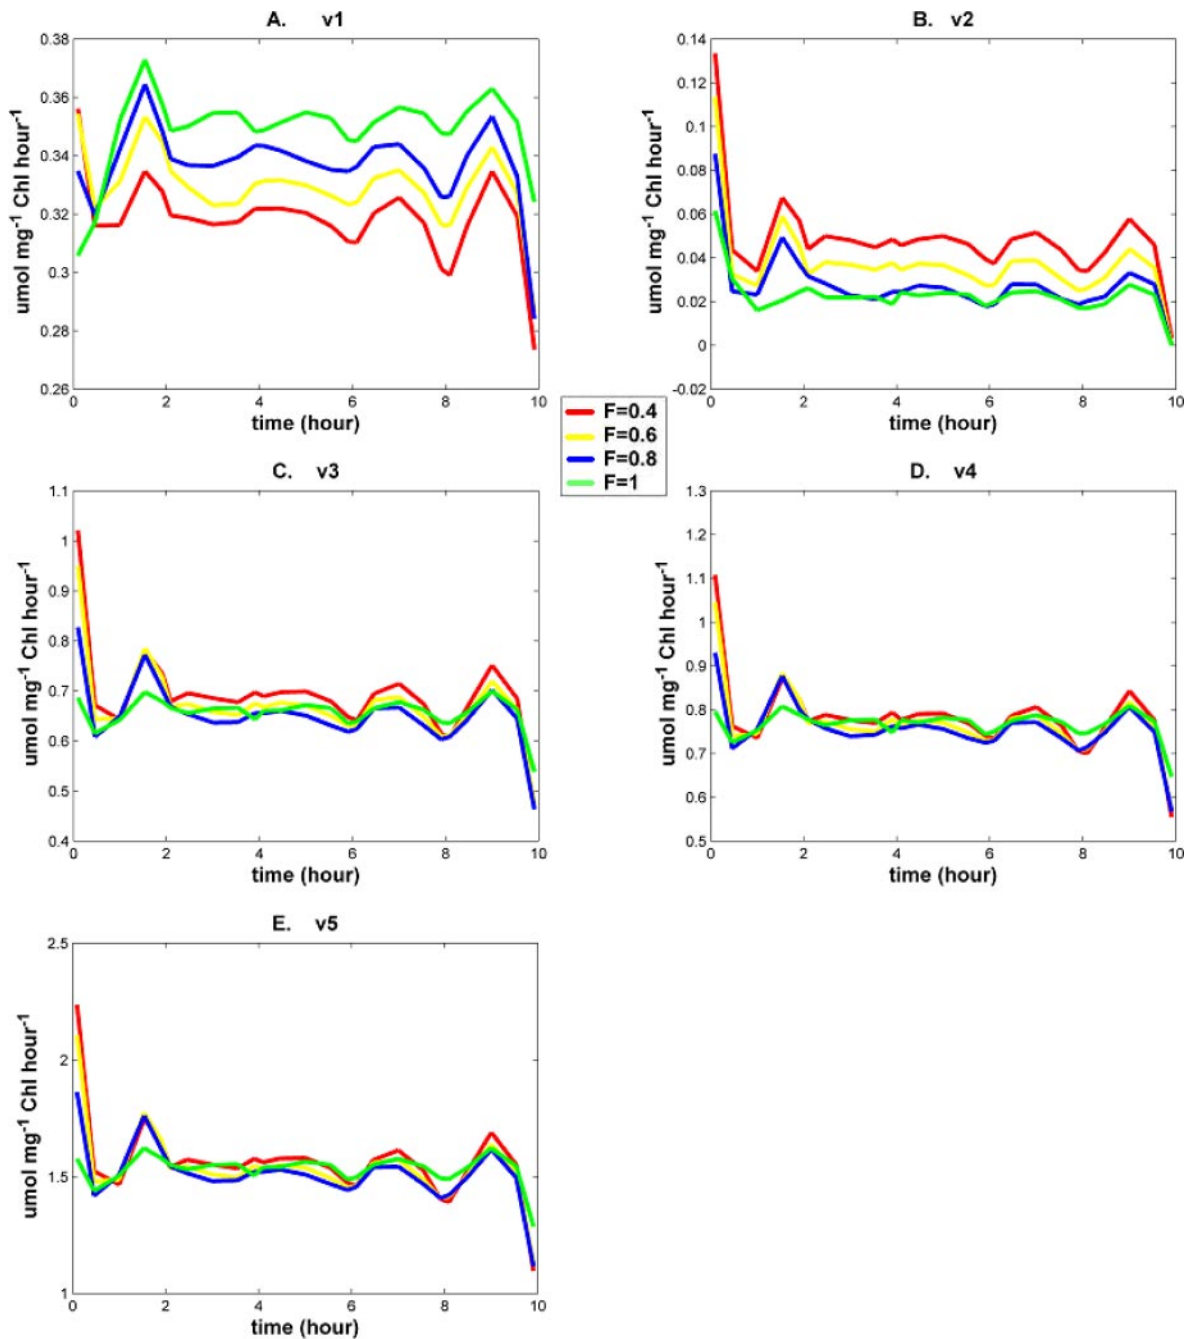 A. v1
0.38
0.36
0.34
0.32
0.3
0.28
0.26
umol mg-1 Chl hour-1
0 2 4 6 8 10
time (hour)
B. v2
0.14
0.12
0.1
0.08
0.06
0.04
0.02
0
-0.02
umol mg-1 Chl hour-1
0 2 4 6 8 10
time (hour)
F=0.4
F=0.6
F=0.8
F=1
C. v3
1.1
1
0.9
0.8
0.7
0.6
0.5
0.4
umol mg-1 Chl hour-1
0 2 4 6 8 10
time (hour)
D. v4
1.3
1.2
1.1
1
0.9
0.8
0.7
0.6
0.5
umol mg-1 Chl hour-1
0 2 4 6 8 10
time (hour)
E. v5
2.5
2
1.5
1
umol mg-1 Chl hour-1
0 2 4 6 8 10
time (hour)